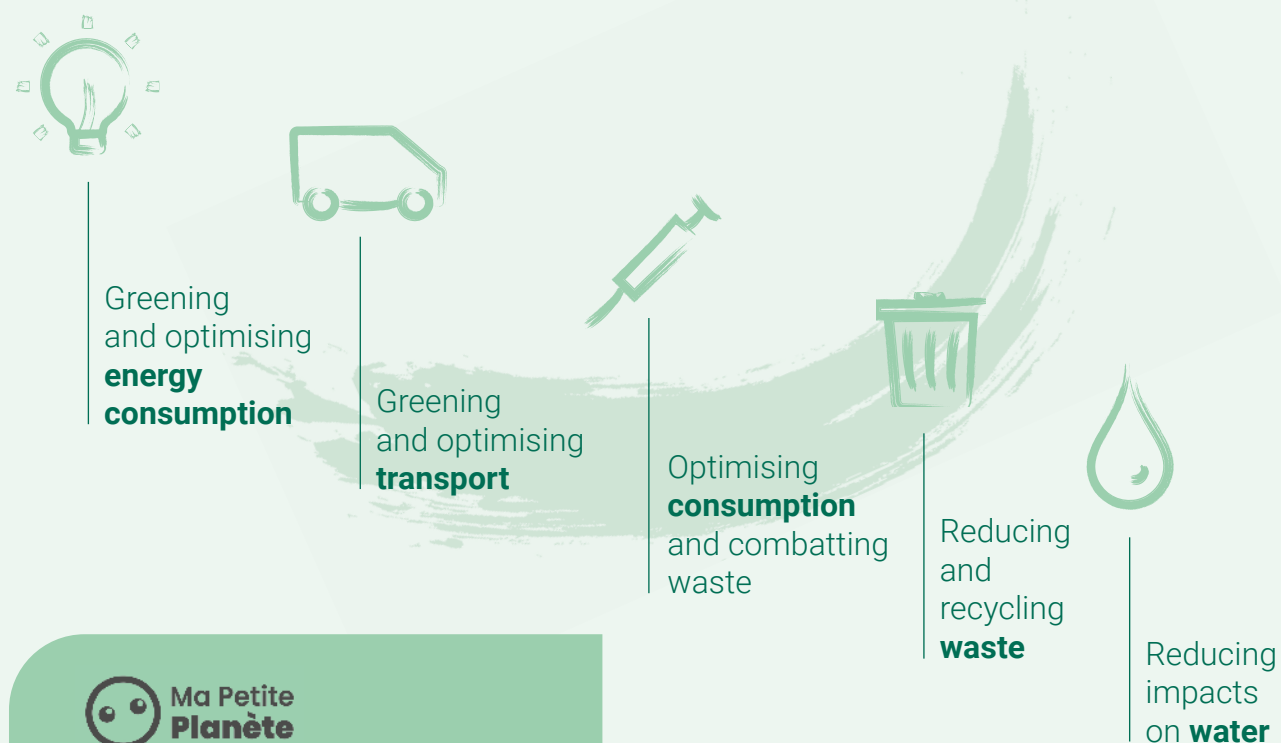 Greening
and optimising
energy
consumption
Greening
and optimising
transport
Optimising
consumption
and combatting
waste
Reducing
and
recycling
waste
Reducing
impacts
on water
Ma Petite
Planète